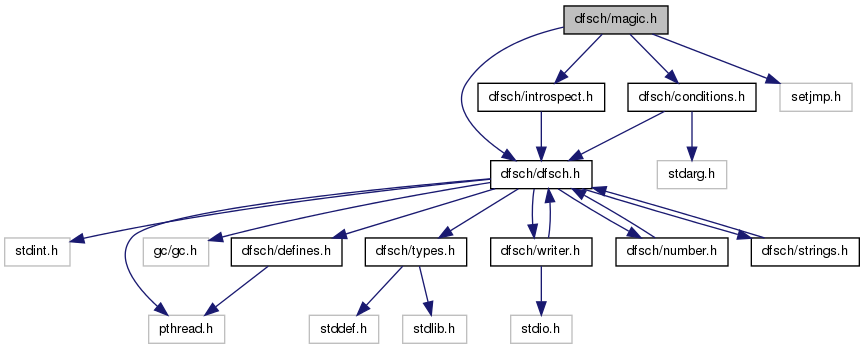 dfsch/magic.h
dfsch/introspect.h
dfsch/conditions.h
setjmp.h
dfsch/dfsch.h
stdarg.h
stdint.h
gc/gc.h
dfsch/defines.h
dfsch/types.h
dfsch/writer.h
dfsch/number.h
dfsch/strings.h
pthread.h
stddef.h
stdlib.h
stdio.h